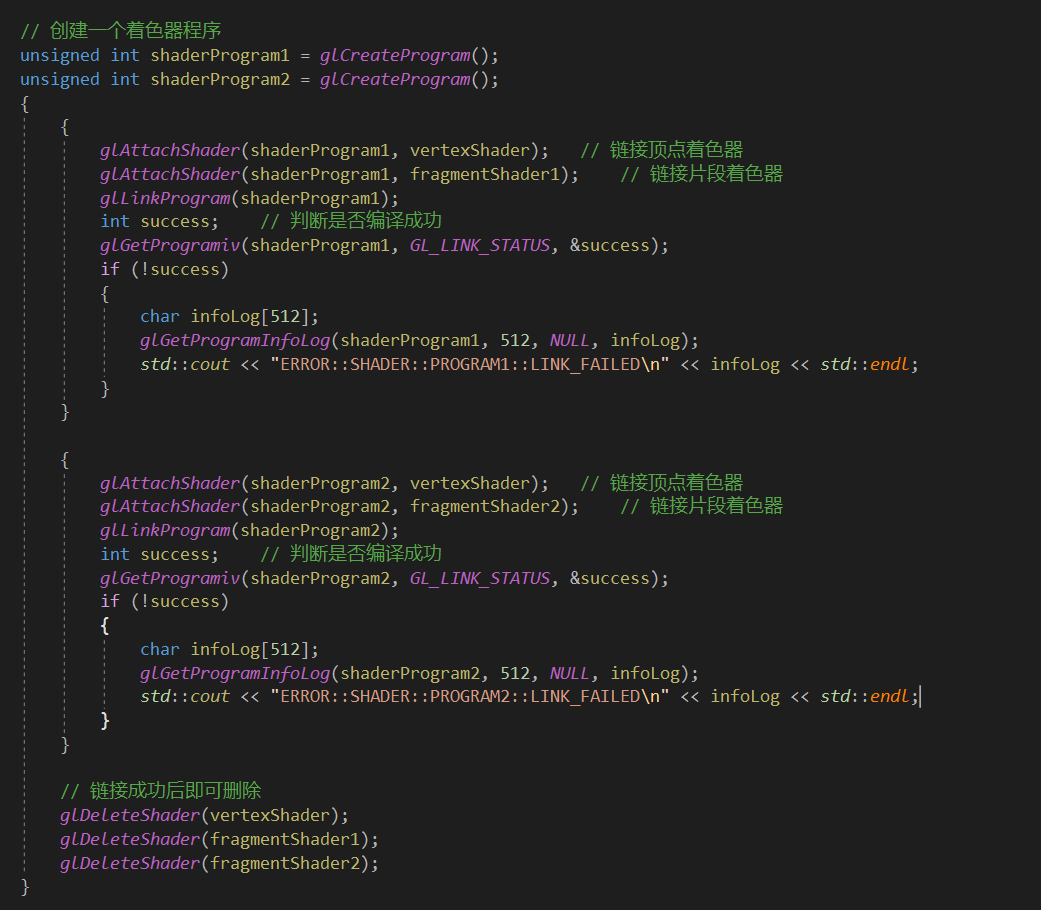 // 创建一个着色器程序
unsigned int shaderProgram1 = glCreateProgram();
unsigned int shaderProgram2 = glCreateProgram();
{
    {
        glAttachShader(shaderProgram1, vertexShader);   // 链接顶点着色器
        glAttachShader(shaderProgram1, fragmentShader1);    // 链接片段着色器
        glLinkProgram(shaderProgram1);
        int success;    // 判断是否编译成功
        glGetProgramiv(shaderProgram1, GL_LINK_STATUS, &success);
        if (!success)
        {
            char infoLog[512];
            glGetProgramInfoLog(shaderProgram1, 512, NULL, infoLog);
            std::cout << "ERROR::SHADER::PROGRAM1::LINK_FAILED\n" << infoLog << std::endl;
        }
    }

    {
        glAttachShader(shaderProgram2, vertexShader);   // 链接顶点着色器
        glAttachShader(shaderProgram2, fragmentShader2);    // 链接片段着色器
        glLinkProgram(shaderProgram2);
        int success;    // 判断是否编译成功
        glGetProgramiv(shaderProgram2, GL_LINK_STATUS, &success);
        if (!success)
        {
            char infoLog[512];
            glGetProgramInfoLog(shaderProgram2, 512, NULL, infoLog);
            std::cout << "ERROR::SHADER::PROGRAM2::LINK_FAILED\n" << infoLog << std::endl;
        }
    }

    // 链接成功后即可删除
    glDeleteShader(vertexShader);
    glDeleteShader(fragmentShader1);
    glDeleteShader(fragmentShader2);
}